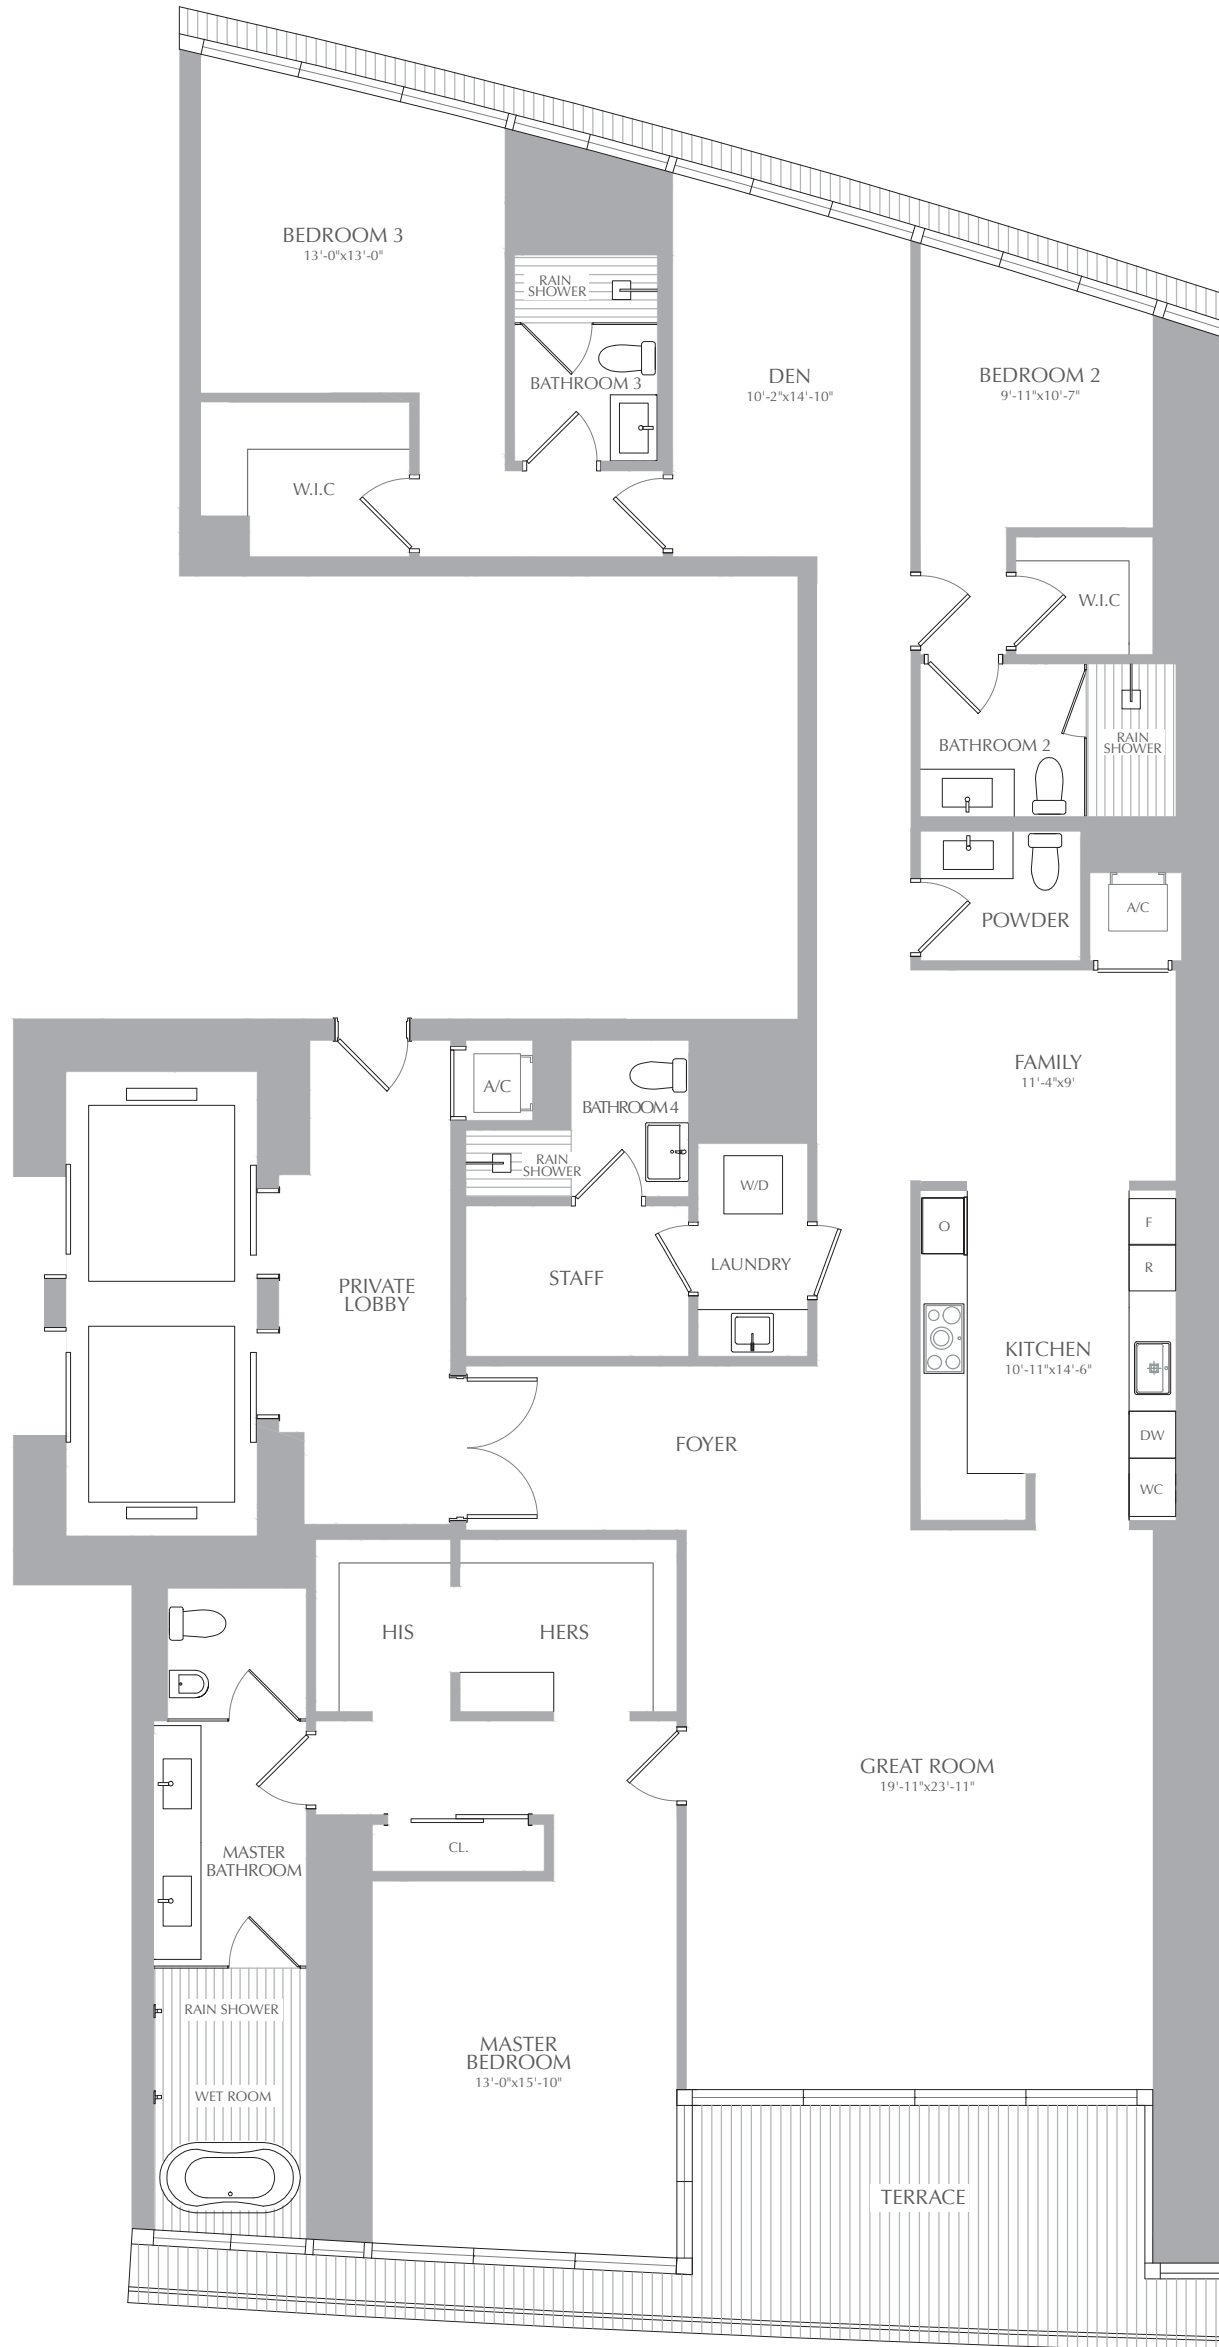 BEDROOM 3
13'-0"x13'-0"
RAIN
SHOWER
BATHROOM 3
DEN
10'-2"x14'-10"
BEDROOM 2
9'-11"x10'-7"
W.I.C
W.I.C
BATHROOM 2
RAIN
SHOWER
POWDER
A/C
FAMILY
11'-4"x9'
A/C
BATHROOM 4
RAIN
SHOWER
W/D
LAUNDRY
STAFF
PRIVATE
LOBBY
O
F
R
KITCHEN
10'-11"x14'-6"
DW
WC
FOYER
HIS
HERS
GREAT ROOM
19'-11"x23'-11"
CL.
MASTER
BATHROOM
RAIN SHOWER
WET ROOM
MASTER
BEDROOM
13'-0"x15'-10"
TERRACE